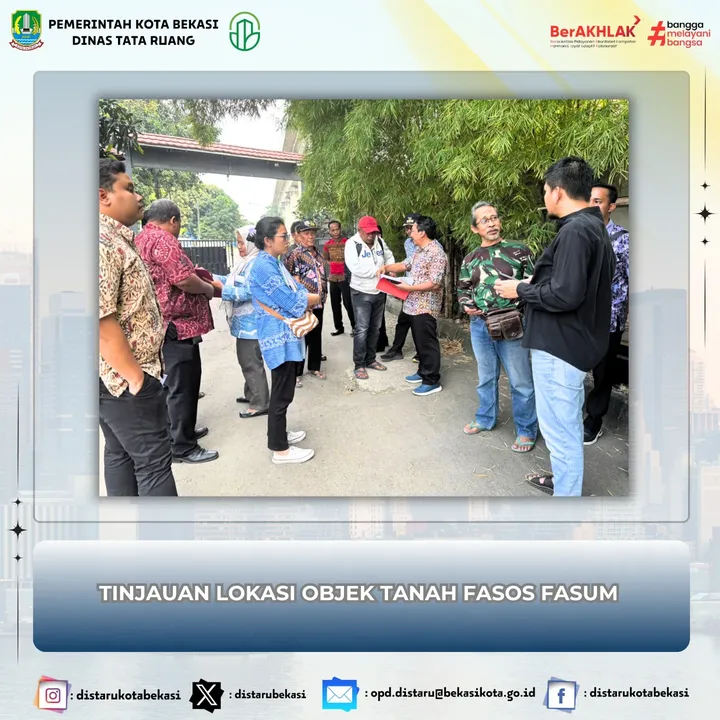 PEMERINTAH KOTA BEKASI
DINAS TATA RUANG
BerAKHLAK
#bangga
melayani
bangsa
TINJAUAN LOKASI OBJEK TANAH FASOS FASUM
: distarukotabekasi
: distarubekasi
: opd.distaru@bekasikota.go.id
: distarukotabekasi